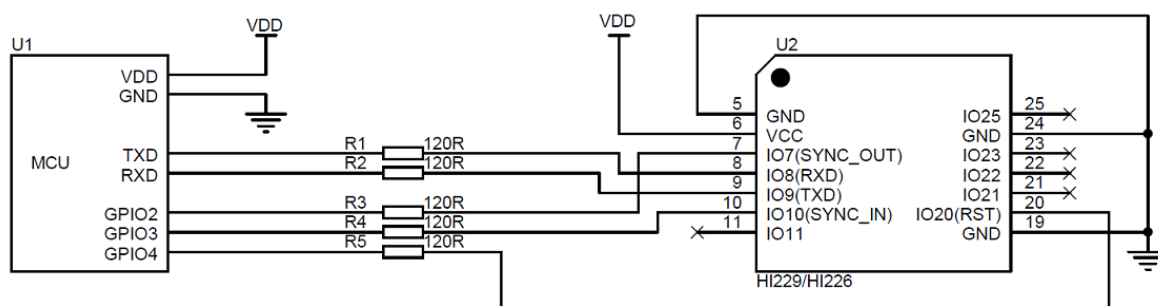 VDD
VDD
U1
U2
VDD
GND
5
GND
IO25
25
6
VCC
GND
24
MCU
TXD
R1
120R
7
IO7(SYNC_OUT)
IO23
23
RXD
R2
120R
8
IO8(RXD)
IO22
22
9
IO9(TXD)
IO21
21
GPIO2
R3
120R
10
IO10(SYNC_IN)
IO20(RST)
20
GPIO3
R4
120R
11
IO11
GND
19
GPIO4
R5
120R
HI229/HI226